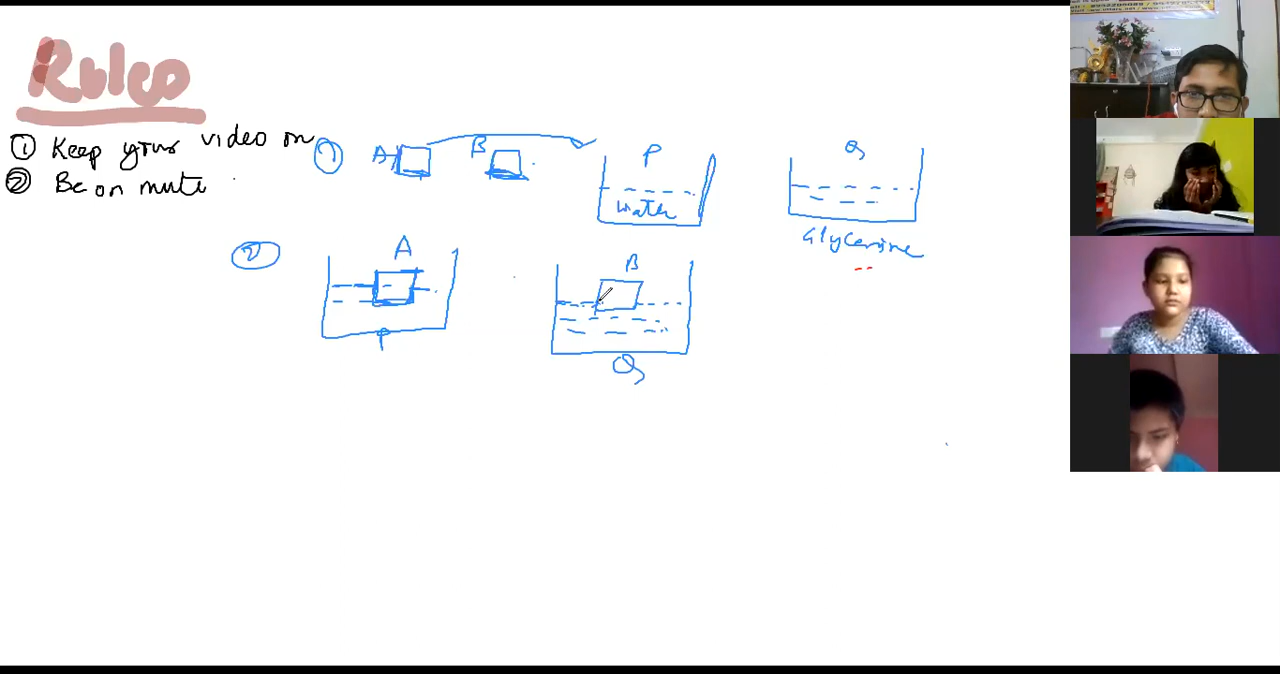 Rules
① Keep your video on
② Be on mute
① A B P Q
water
Glycerine
② A B
P Q